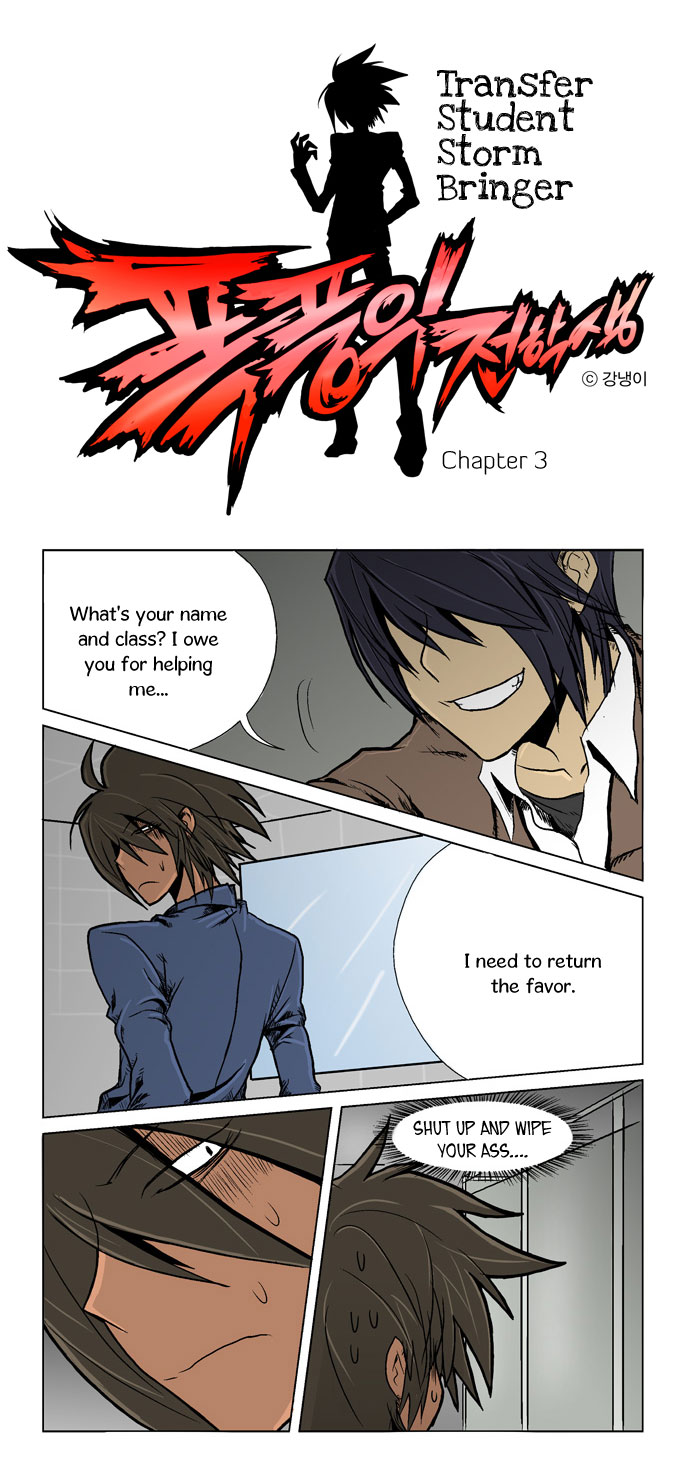 Transfer
Student
Storm
Bringer
폭풍의 전학생
© 강냉이
Chapter 3
What's your name
and class? I owe
you for helping
me...
I need to return
the favor.
SHUT UP AND WIPE
YOUR ASS....